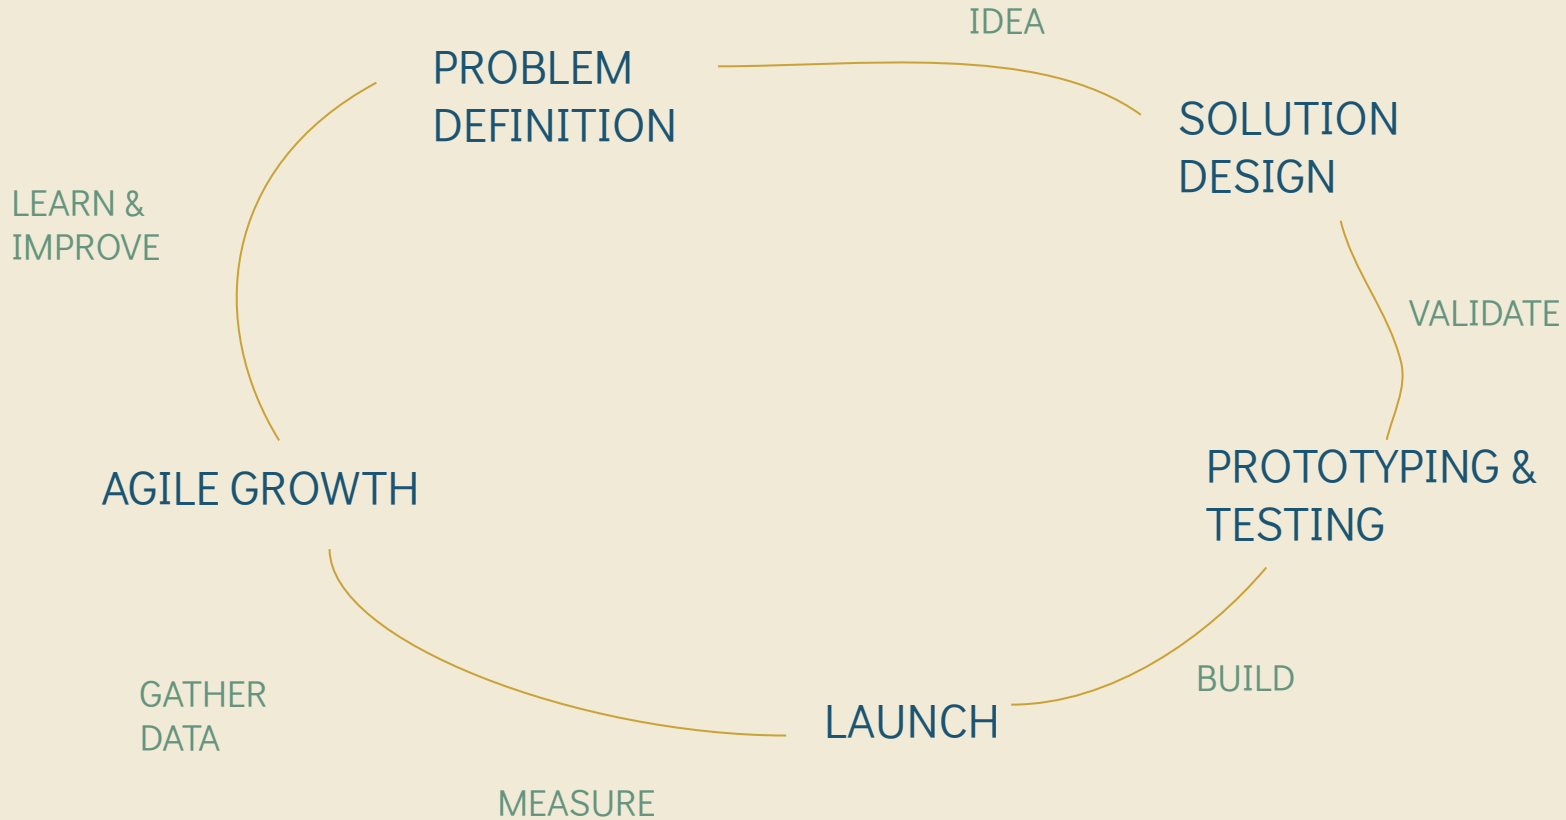 IDEA
PROBLEM
DEFINITION
SOLUTION
DESIGN
LEARN &
IMPROVE
VALIDATE
AGILE GROWTH
PROTOTYPING &
TESTING
GATHER
DATA
BUILD
LAUNCH
MEASURE